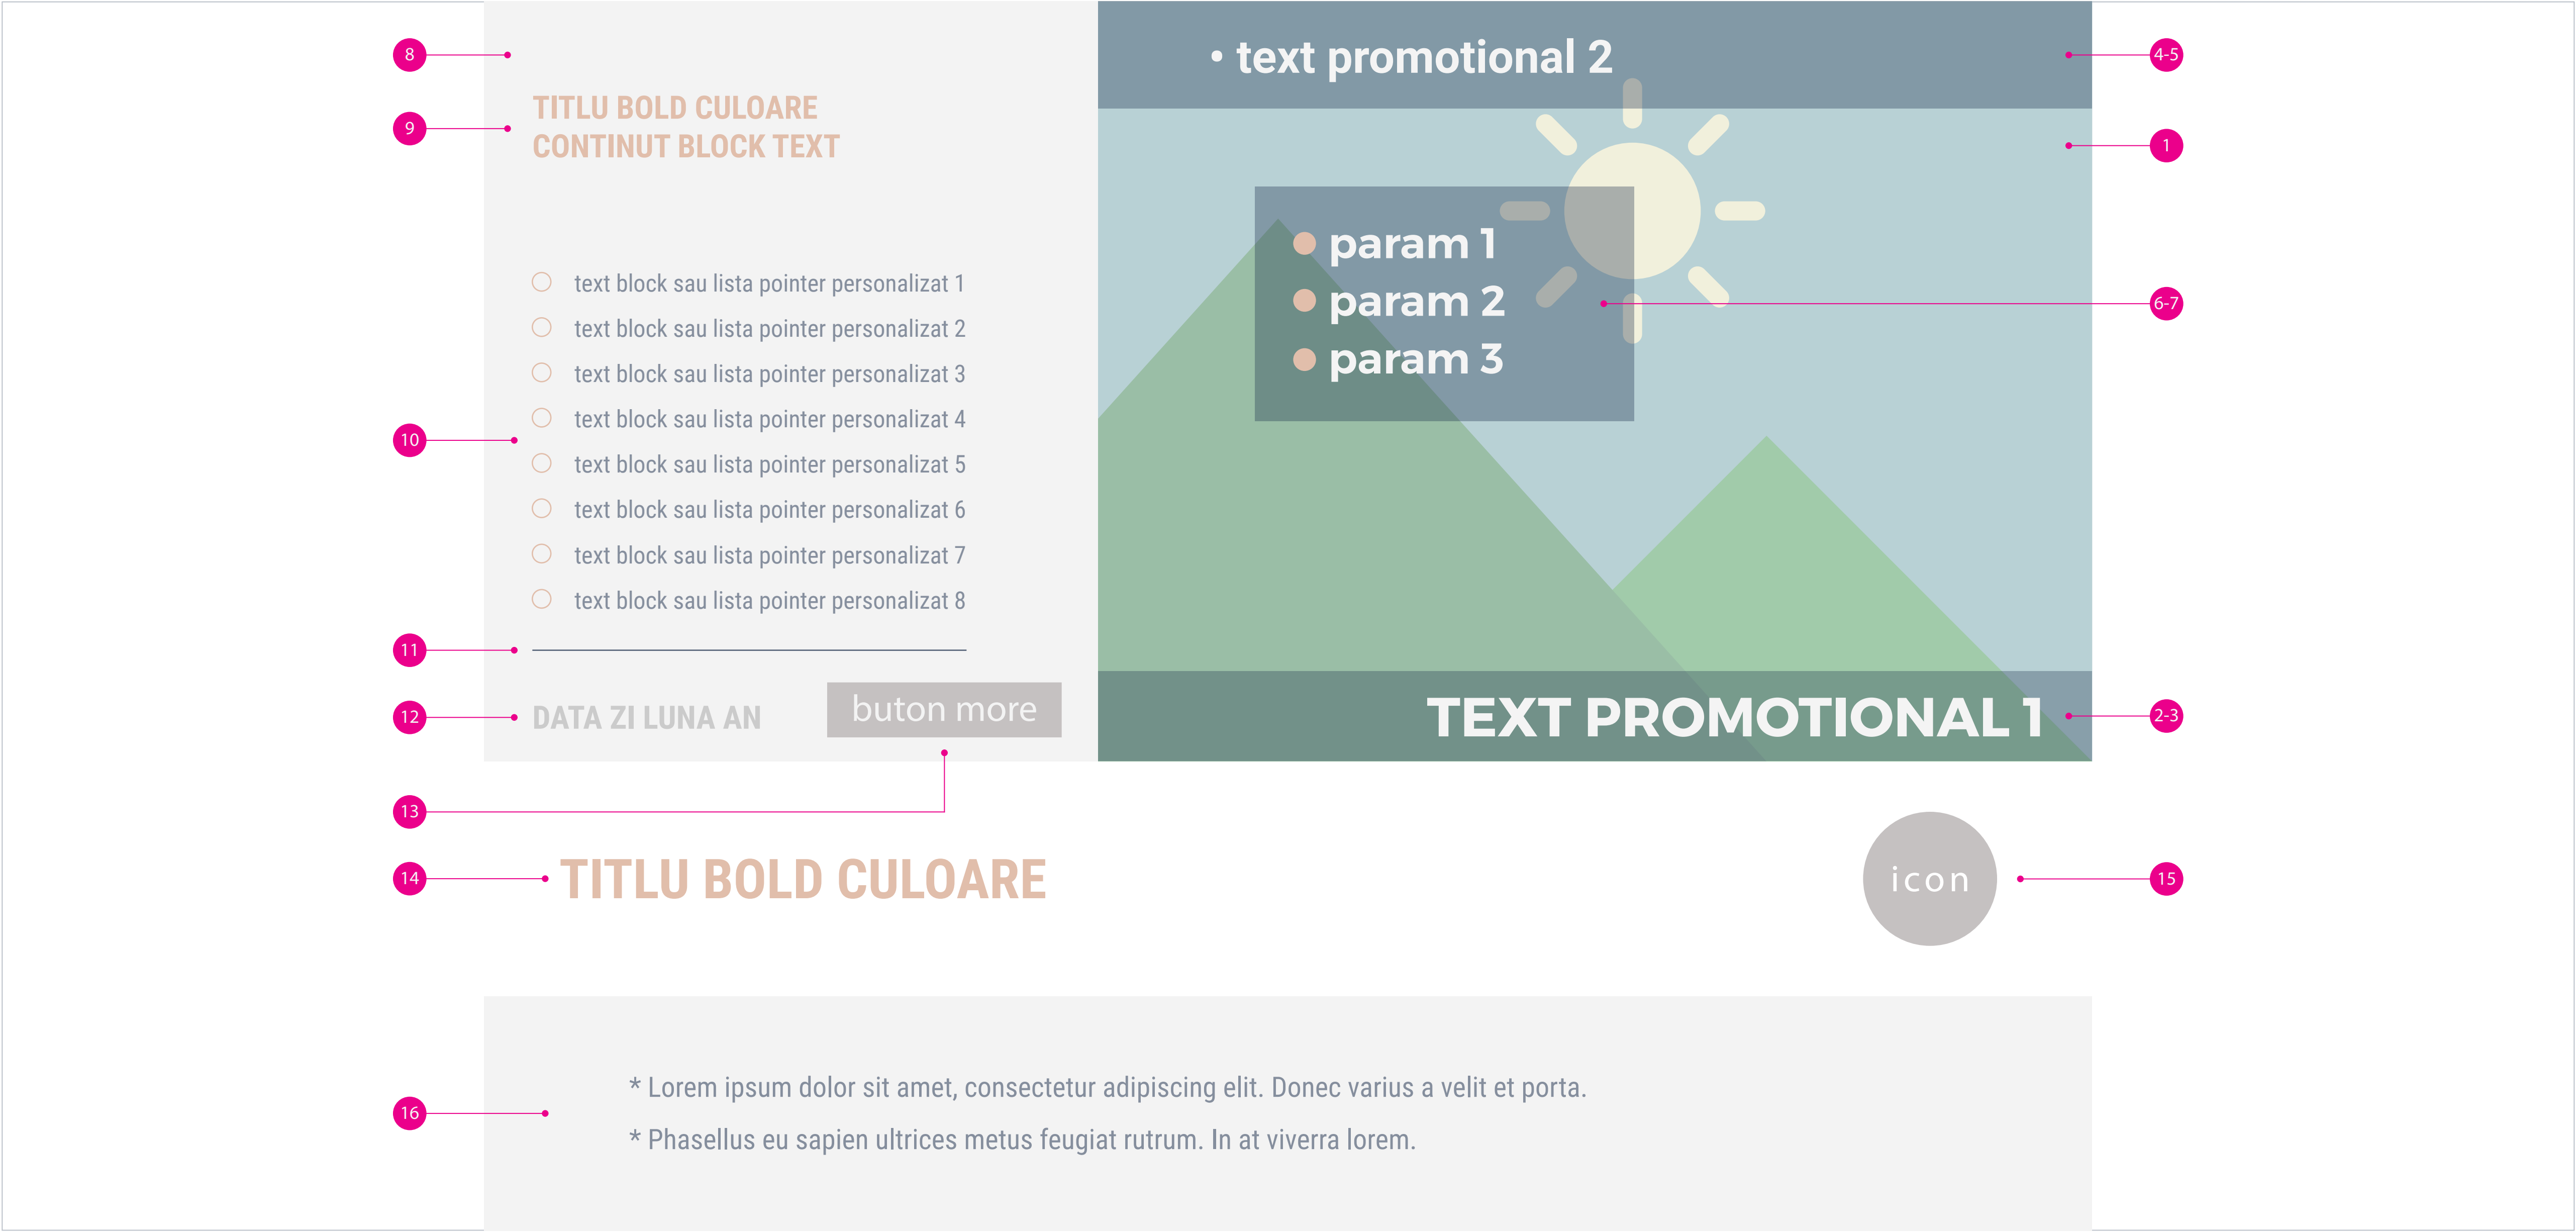 8
9
TITLU BOLD CULOARE
CONTINUT BLOCK TEXT
text block sau lista pointer personalizat 1
text block sau lista pointer personalizat 2
text block sau lista pointer personalizat 3
text block sau lista pointer personalizat 4
text block sau lista pointer personalizat 5
text block sau lista pointer personalizat 6
text block sau lista pointer personalizat 7
text block sau lista pointer personalizat 8
10
11
12
DATA ZI LUNA AN
buton more
13
• text promotional 2
4-5
1
param 1
param 2
param 3
6-7
TEXT PROMOTIONAL 1
2-3
14
TITLU BOLD CULOARE
icon
15
16
* Lorem ipsum dolor sit amet, consectetur adipiscing elit. Donec varius a velit et porta.
* Phasellus eu sapien ultrices metus feugiat rutrum. In at viverra lorem.